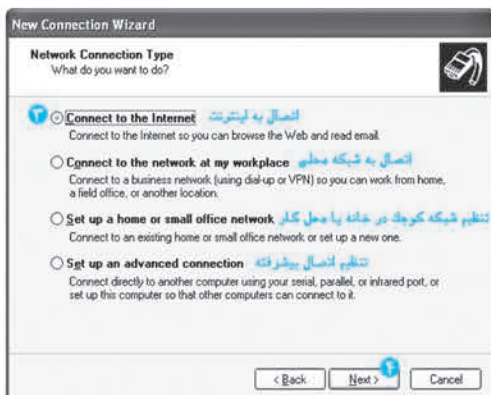 New Connection Wizard
Network Connection Type
What do you want to do?
۳ Connect to the Internet اتصال به اینترنت
Connect to the Internet so you can browse the Web and read email.
Connect to the network at my workplace اتصال به شبکه محلی
Connect to a business network (using dial-up or VPN) so you can work from home,
a field office, or another location.
Set up a home or small office network تنظیم شبکه کوچک در خانه یا محل کار
Connect to an existing home or small office network or set up a new one.
Set up an advanced connection تنظیم اتصال پیشرفته
Connect directly to another computer using your serial, parallel, or infrared port, or
set up this computer so that other computers can connect to it.
< Back Next > ۴ Cancel